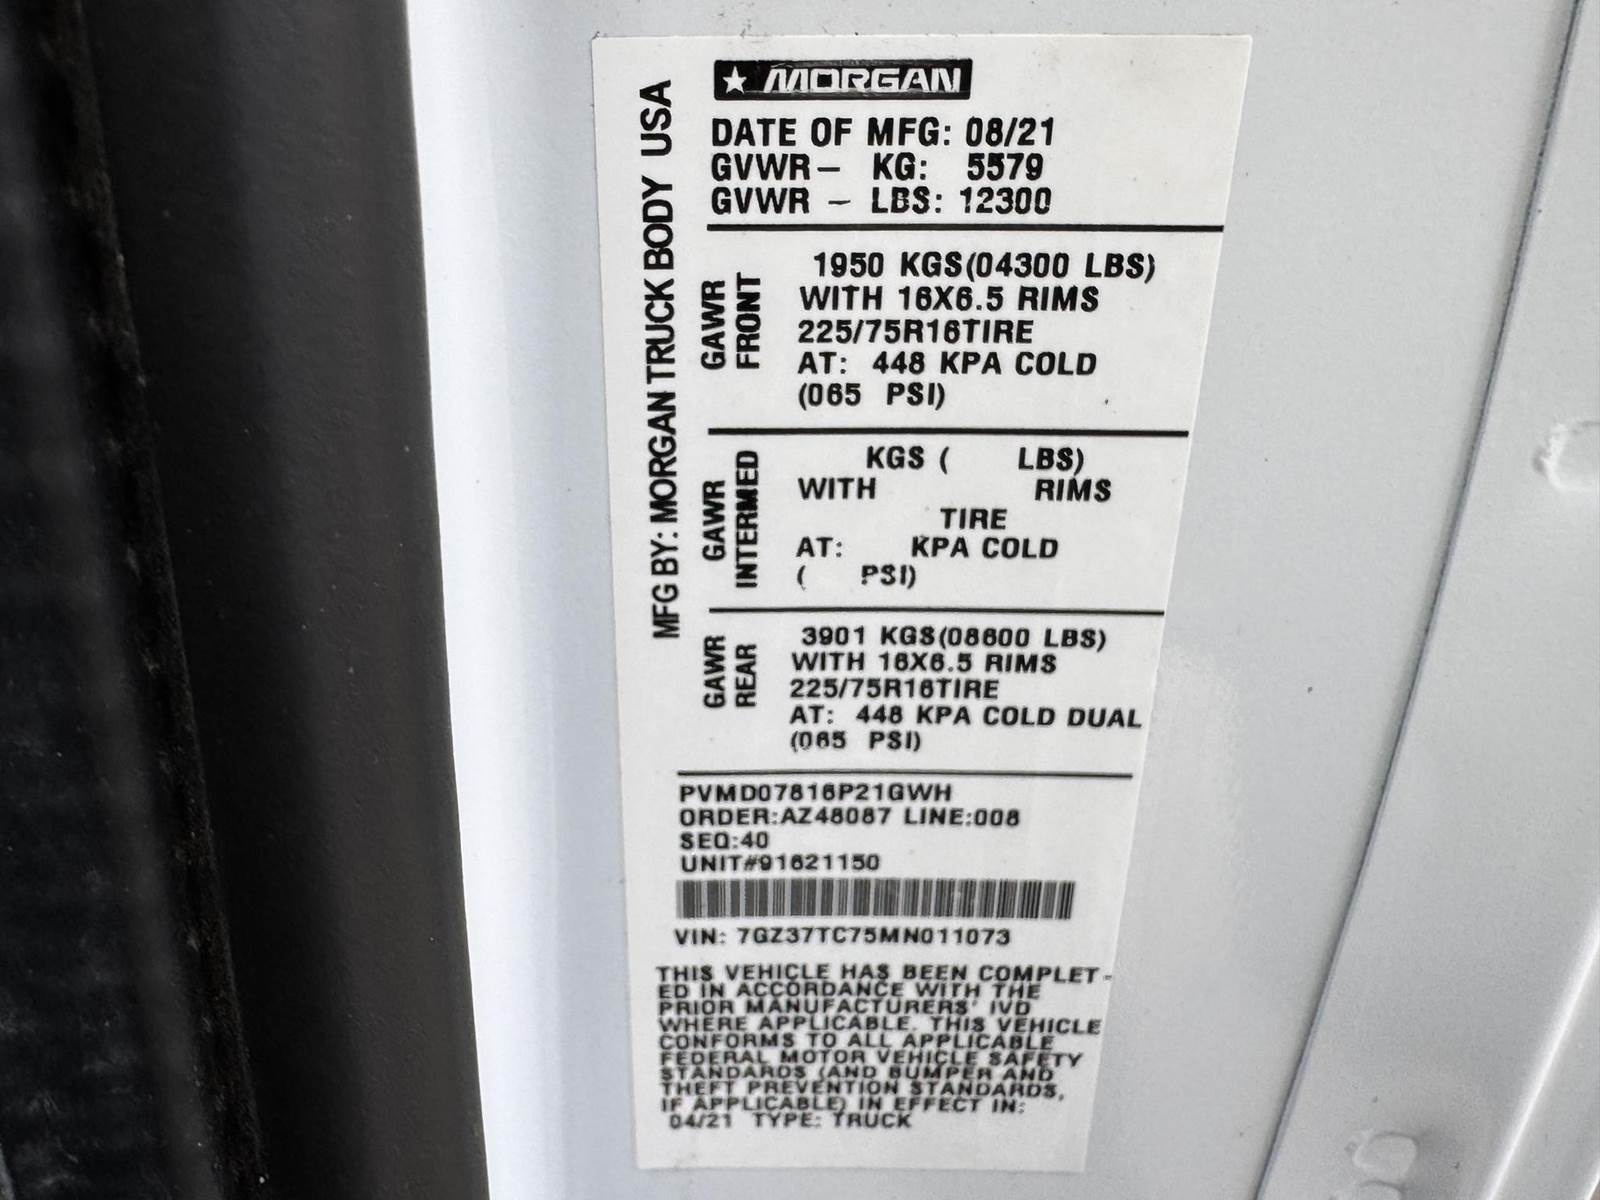 MORGAN
MFG BY: MORGAN TRUCK BODY USA
DATE OF MFG: 08/21
GVWR– KG: 5579
GVWR – LBS: 12300
GAWR FRONT
1950 KGS(04300 LBS)
WITH 16X6.5 RIMS
225/75R16TIRE
AT: 448 KPA COLD
(065 PSI)
GAWR INTERMED
KGS ( LBS)
WITH RIMS
TIRE
AT: KPA COLD
( PSI)
GAWR REAR
3901 KGS(08600 LBS)
WITH 16X6.5 RIMS
225/75R16TIRE
AT: 448 KPA COLD DUAL
(065 PSI)
PVMD07816P21GWH
ORDER:AZ48087 LINE:008
SEQ:40
UNIT#91621150
VIN: 7GZ37TC75MN011073
THIS VEHICLE HAS BEEN COMPLET-
ED IN ACCORDANCE WITH THE
PRIOR MANUFACTURERS' IVD
WHERE APPLICABLE. THIS VEHICLE
CONFORMS TO ALL APPLICABLE
FEDERAL MOTOR VEHICLE SAFETY
STANDARDS (AND BUMPER AND
THEFT PREVENTION STANDARDS,
IF APPLICABLE) IN EFFECT IN:
04/21 TYPE: TRUCK